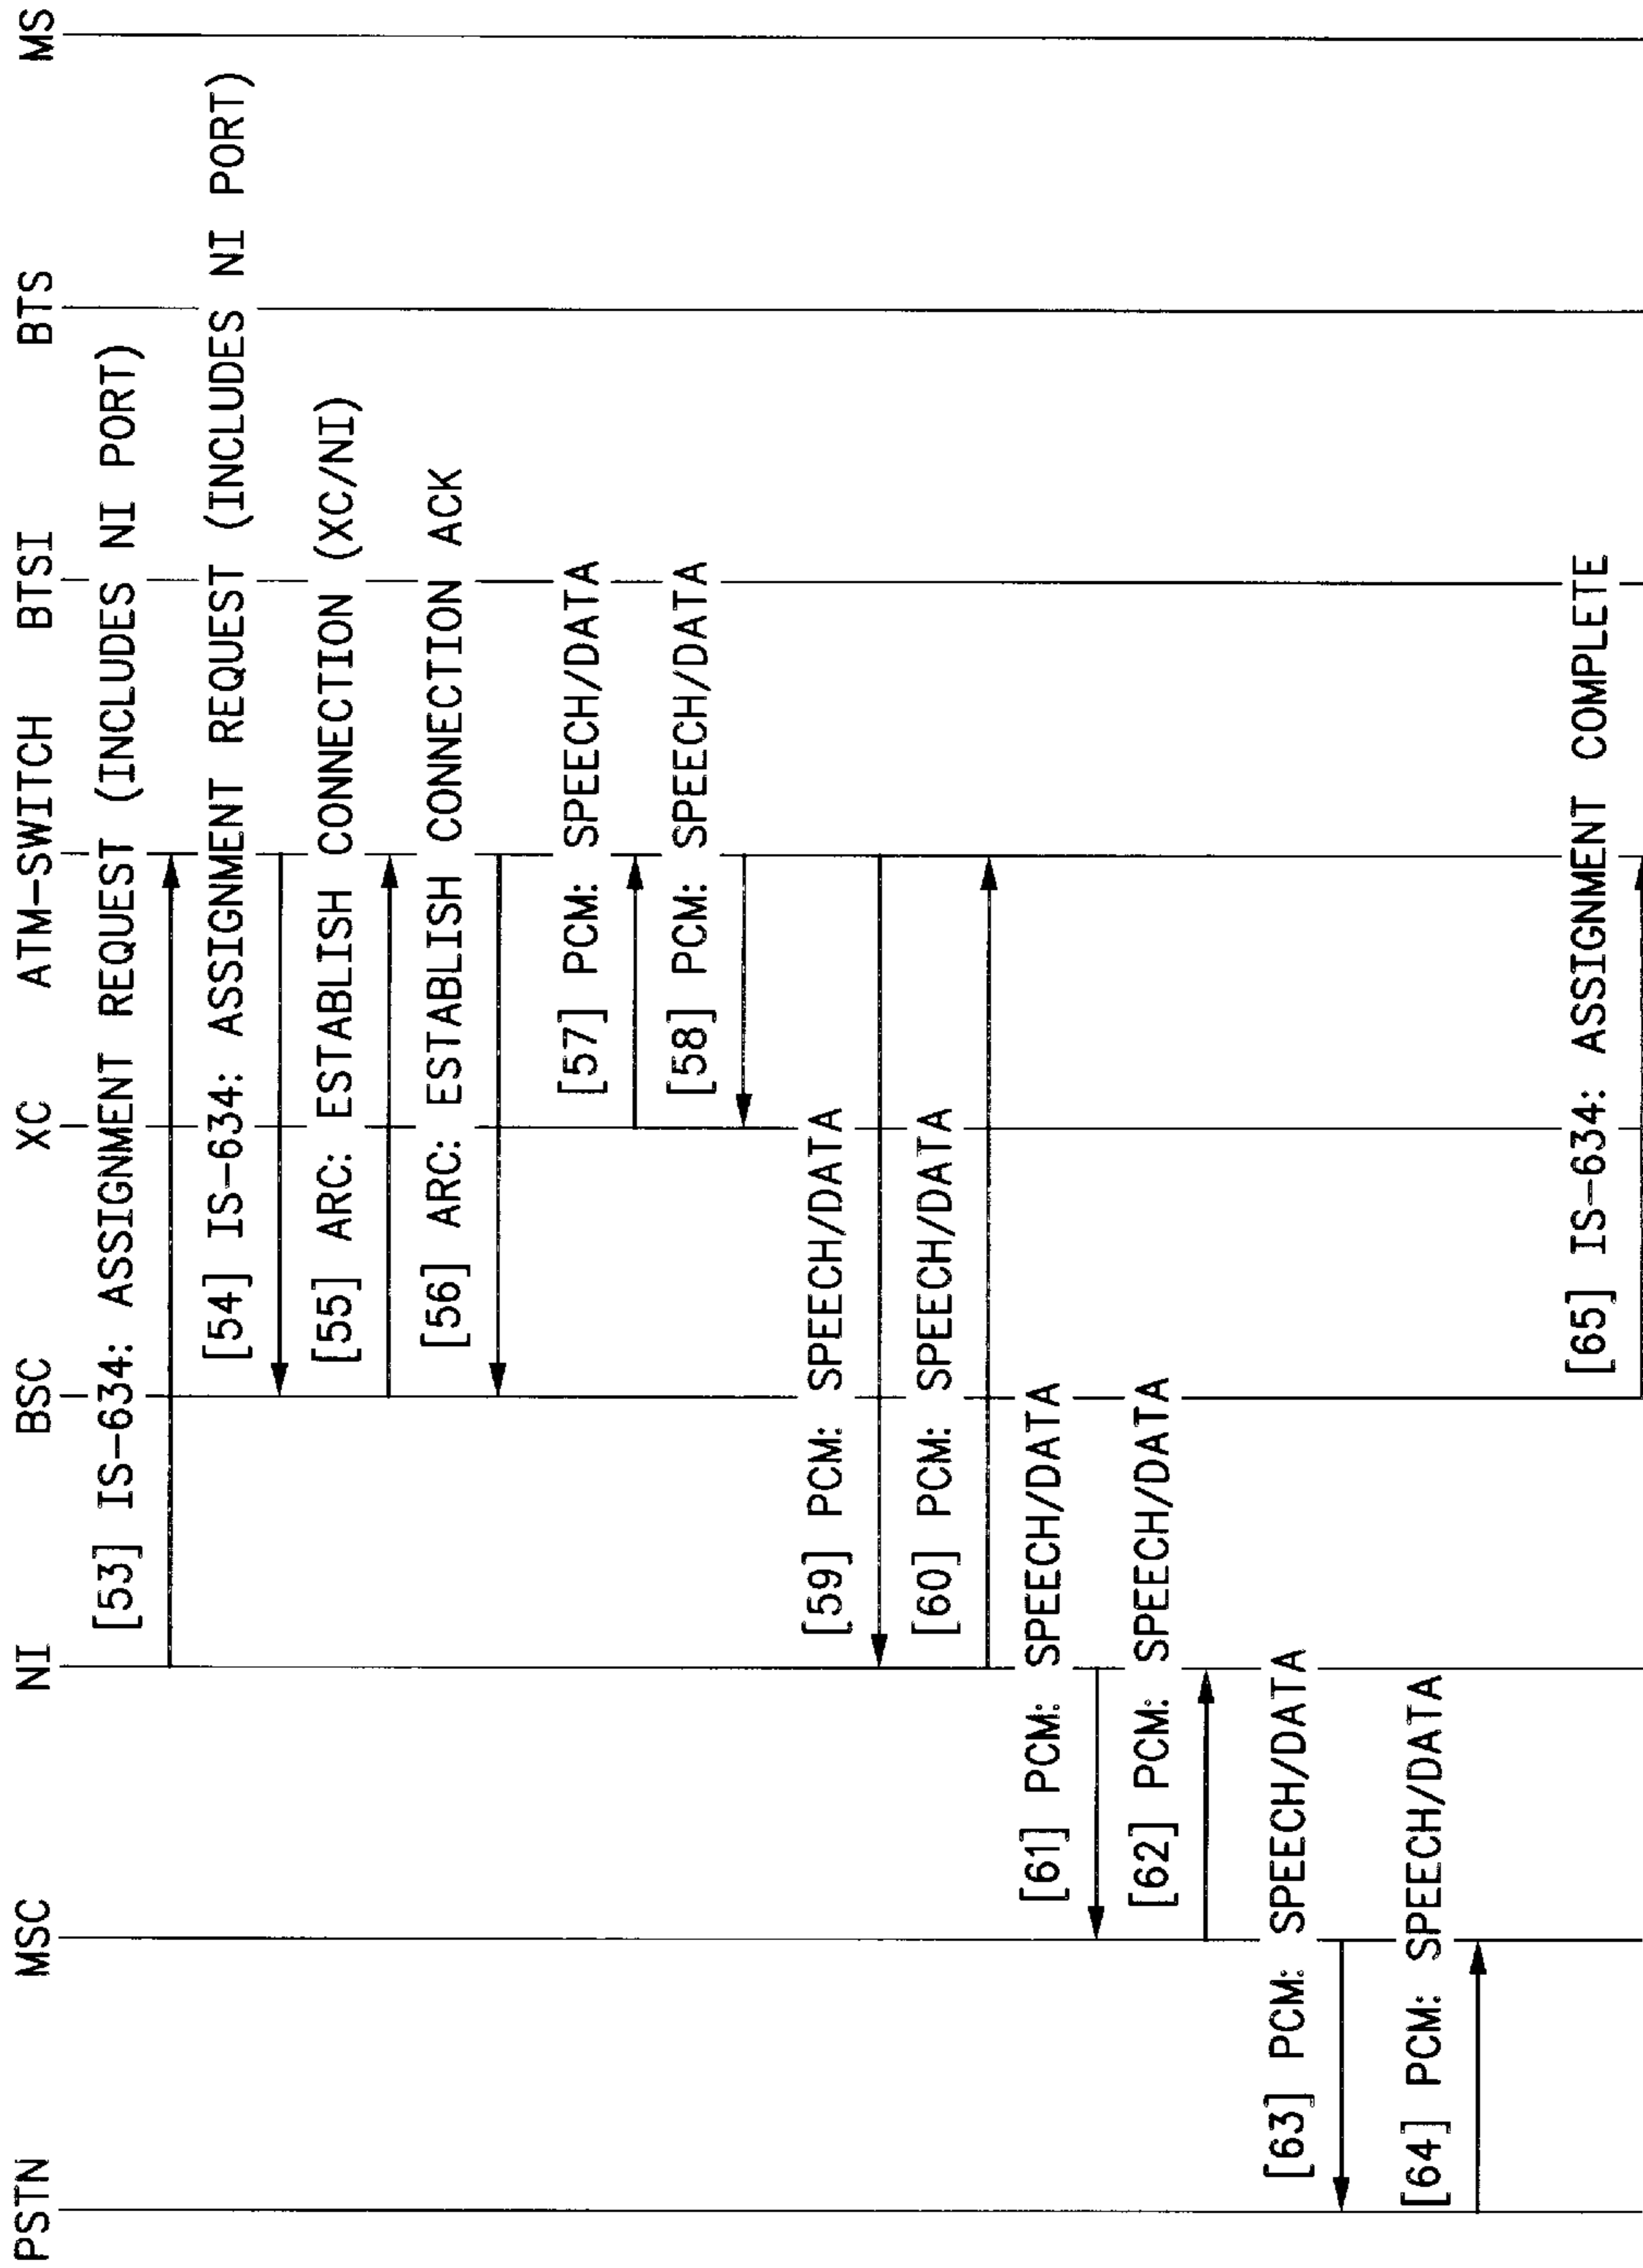 PSTN MSC NI BSC XC ATM-SWITCH BTSI BTS MS
[53] IS-634: ASSIGNMENT REQUEST (INCLUDES NI PORT)
[54] IS-634: ASSIGNMENT REQUEST (INCLUDES NI PORT)
[55] ARC: ESTABLISH CONNECTION (XC/NI)
[56] ARC: ESTABLISH CONNECTION ACK
[57] PCM: SPEECH/DATA
[58] PCM: SPEECH/DATA
[59] PCM: SPEECH/DATA
[60] PCM: SPEECH/DATA
[61] PCM: SPEECH/DATA
[62] PCM: SPEECH/DATA
[63] PCM: SPEECH/DATA
[64] PCM: SPEECH/DATA
[65] IS-634: ASSIGNMENT COMPLETE